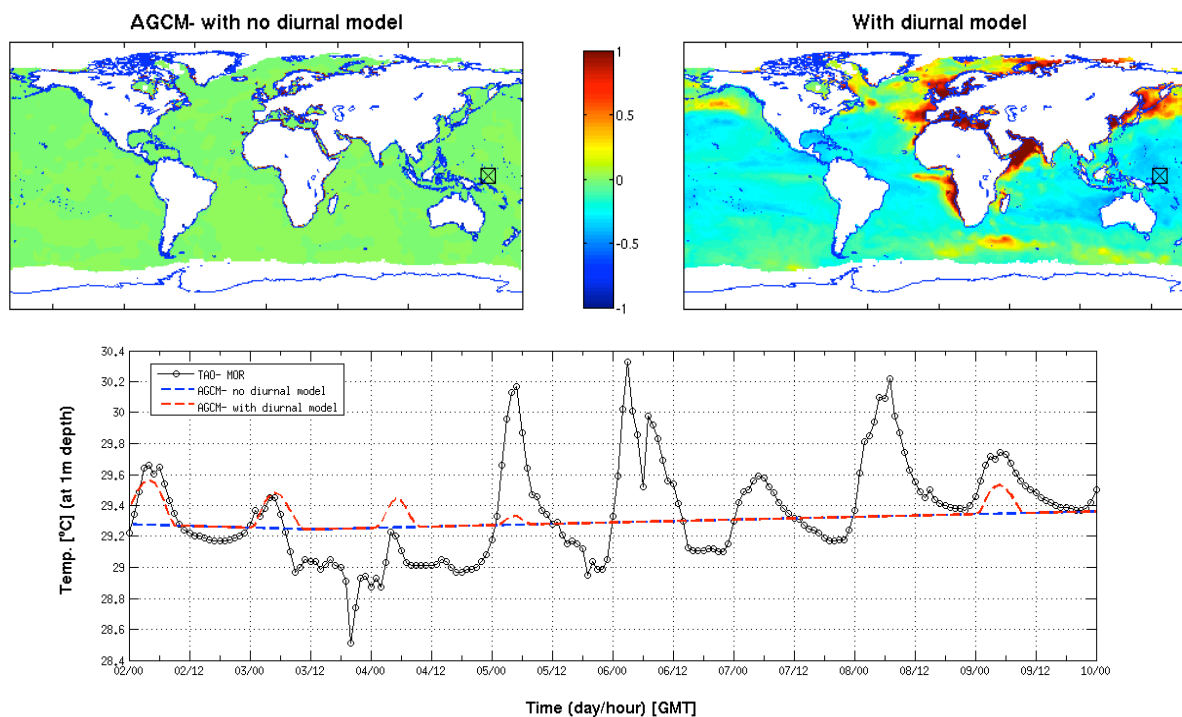 AGCM- with no diurnal model
With diurnal model
1
0.5
0
-0.5
-1
30.4
30.2
30
29.8
29.6
29.4
29.2
29
28.8
28.6
28.4
Temp. [ºC] (at 1m depth)
TAO- MOR
AGCM- no diurnal model
AGCM- with diurnal model
02/00 02/12 03/00 03/12 04/00 04/12 05/00 05/12 06/00 06/12 07/00 07/12 08/00 08/12 09/00 09/12 10/00
Time (day/hour) [GMT]